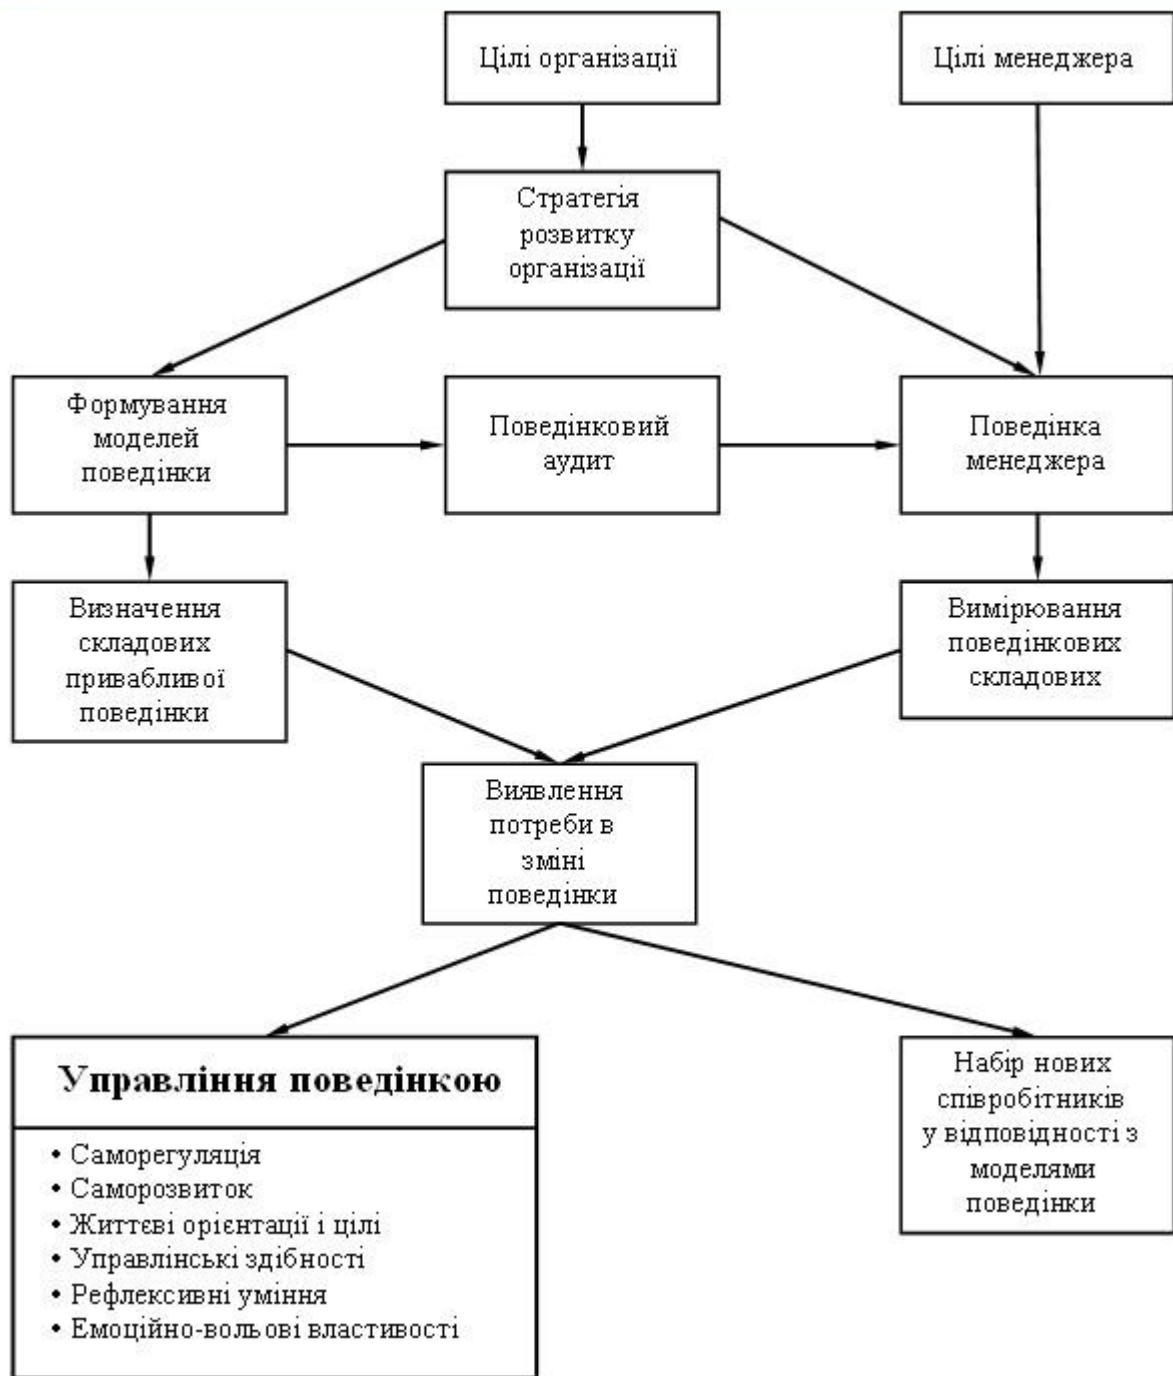 Цілі організації
Цілі менеджера
Стратегія
розвитку
організації
Формування
моделей
поведінки
Поведінковий
аудит
Поведінка
менеджера
Визначення
складових
привабливої
поведінки
Вимірювання
поведінкових
складових
Виявлення
потреби в
зміні
поведінки
Управління поведінкою
• Саморегуляція
• Саморозвиток
• Життєві орієнтації і цілі
• Управлінські здібності
• Рефлексивні уміння
• Емоційно-вольові властивості
Набір нових
співробітників
у відповідності з
моделями
поведінки